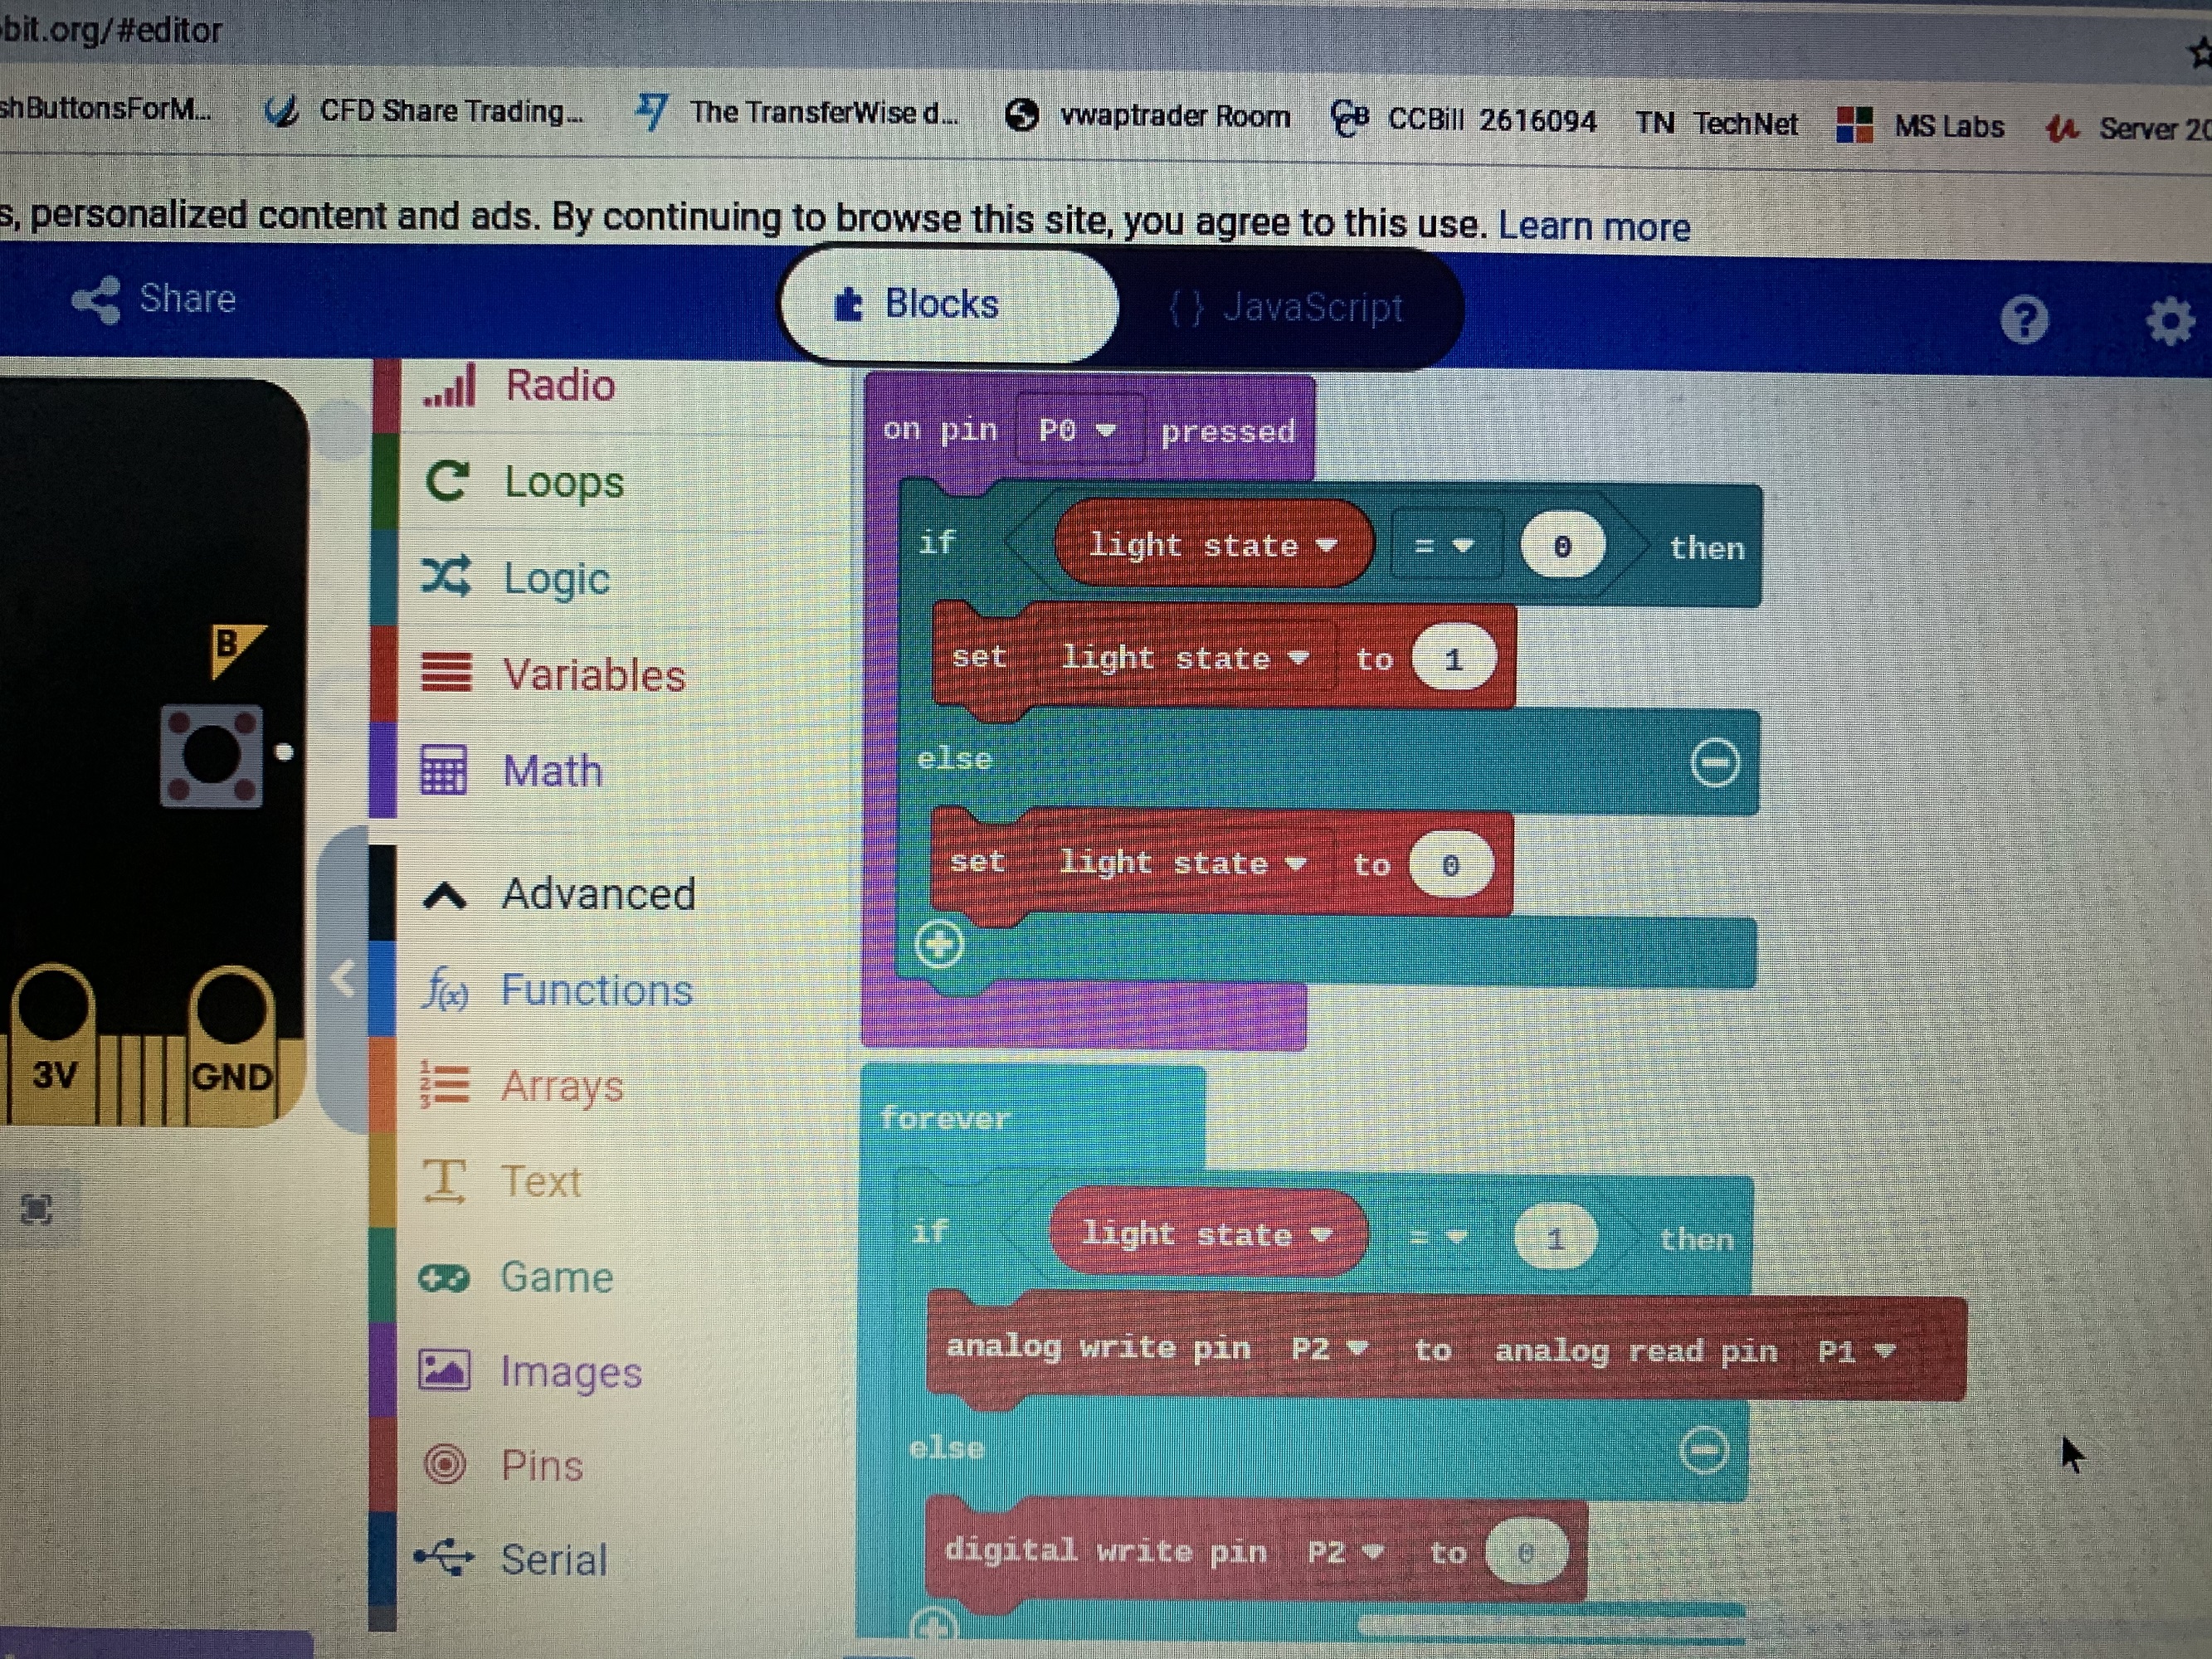 bit.org/#editor
shButtonsForM... CFD Share Trading... The TransferWise d... vwaptrader Room CCBill 2616094 TN TechNet MS Labs Server 20
s, personalized content and ads. By continuing to browse this site, you agree to this use. Learn more
Share
Blocks
{ } JavaScript
?
Radio
Loops
Logic
Variables
Math
Advanced
f(x) Functions
1
2
3
Arrays
T Text
Game
Images
Pins
Serial
B
3V
GND
on pin P0 pressed
if light state = 0 then
set light state to 1
else
set light state to 0
forever
if light state = 1 then
analog write pin P2 to analog read pin P1
else
digital write pin P2 to 0